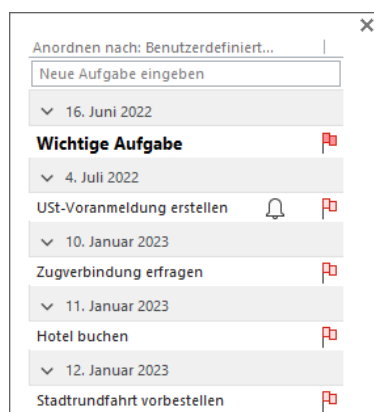 Anordnen nach: Benutzerdefiniert...
Neue Aufgabe eingeben
16. Juni 2022
Wichtige Aufgabe
4. Juli 2022
USt-Voranmeldung erstellen
10. Januar 2023
Zugverbindung erfragen
11. Januar 2023
Hotel buchen
12. Januar 2023
Stadtrundfahrt vorbestellen